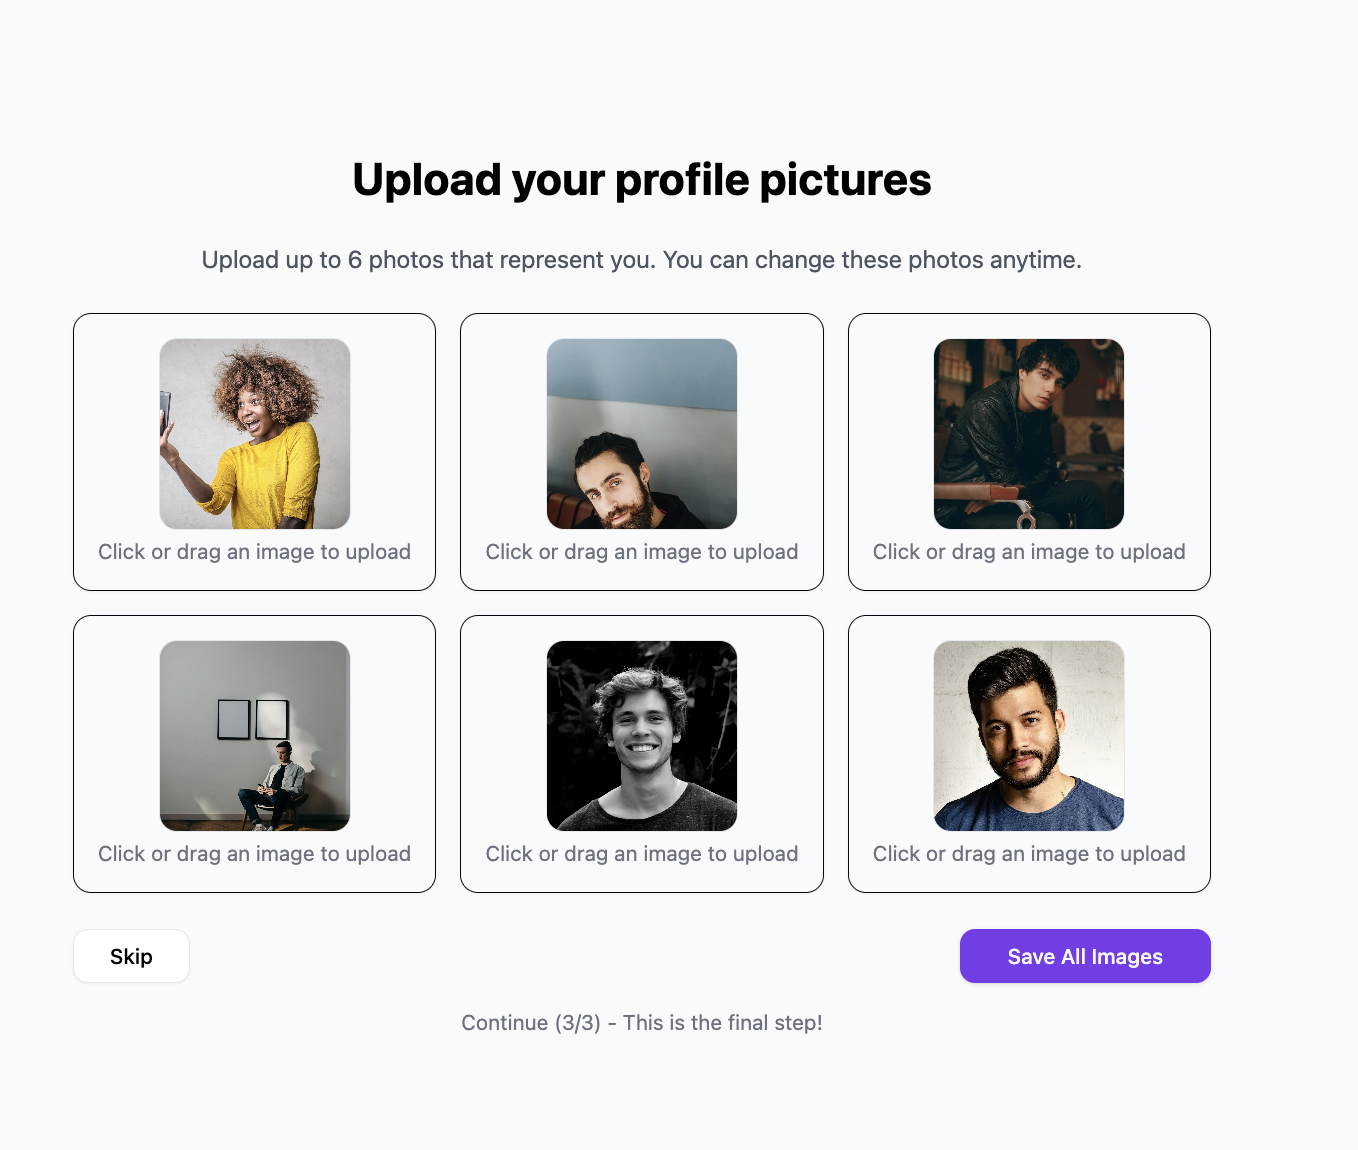 Upload your profile pictures
Upload up to 6 photos that represent you. You can change these photos anytime.
Click or drag an image to upload
Click or drag an image to upload
Click or drag an image to upload
Click or drag an image to upload
Click or drag an image to upload
Click or drag an image to upload
Skip
Save All Images
Continue (3/3) - This is the final step!